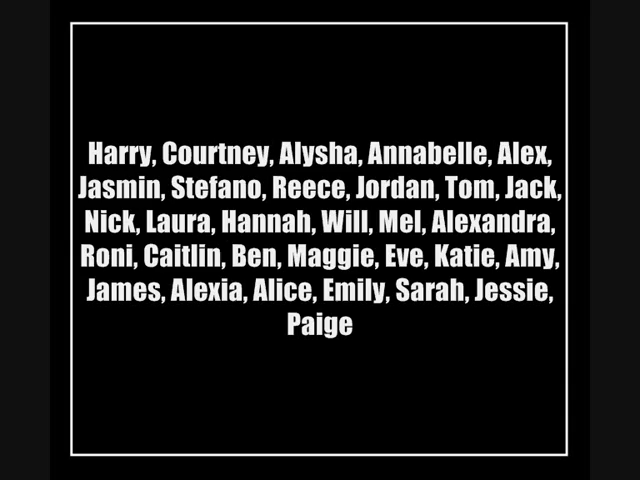 Harry, Courtney, Alysha, Annabelle, Alex,
Jasmin, Stefano, Reece, Jordan, Tom, Jack,
Nick, Laura, Hannah, Will, Mel, Alexandra,
Roni, Caitlin, Ben, Maggie, Eve, Katie, Amy,
James, Alexia, Alice, Emily, Sarah, Jessie,
Paige